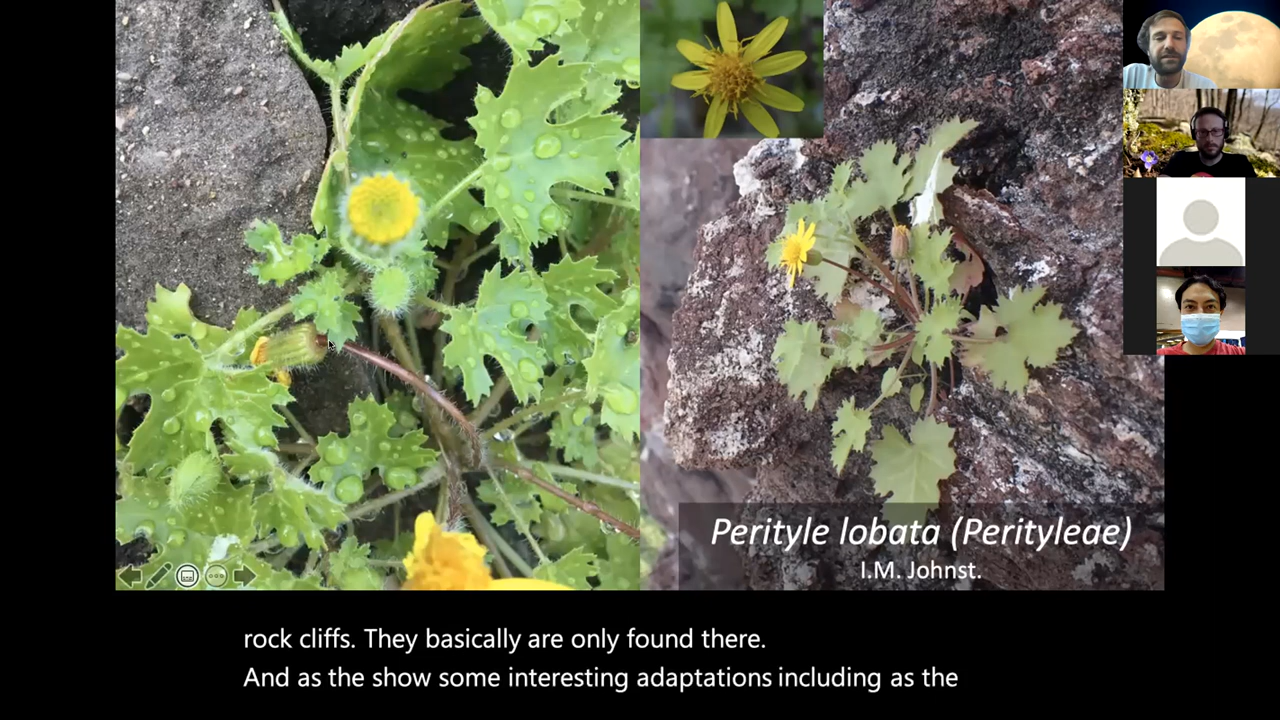 Perityle lobata (Perityleae)
I.M. Johnst.
rock cliffs. They basically are only found there.
And as the show some interesting adaptations including as the